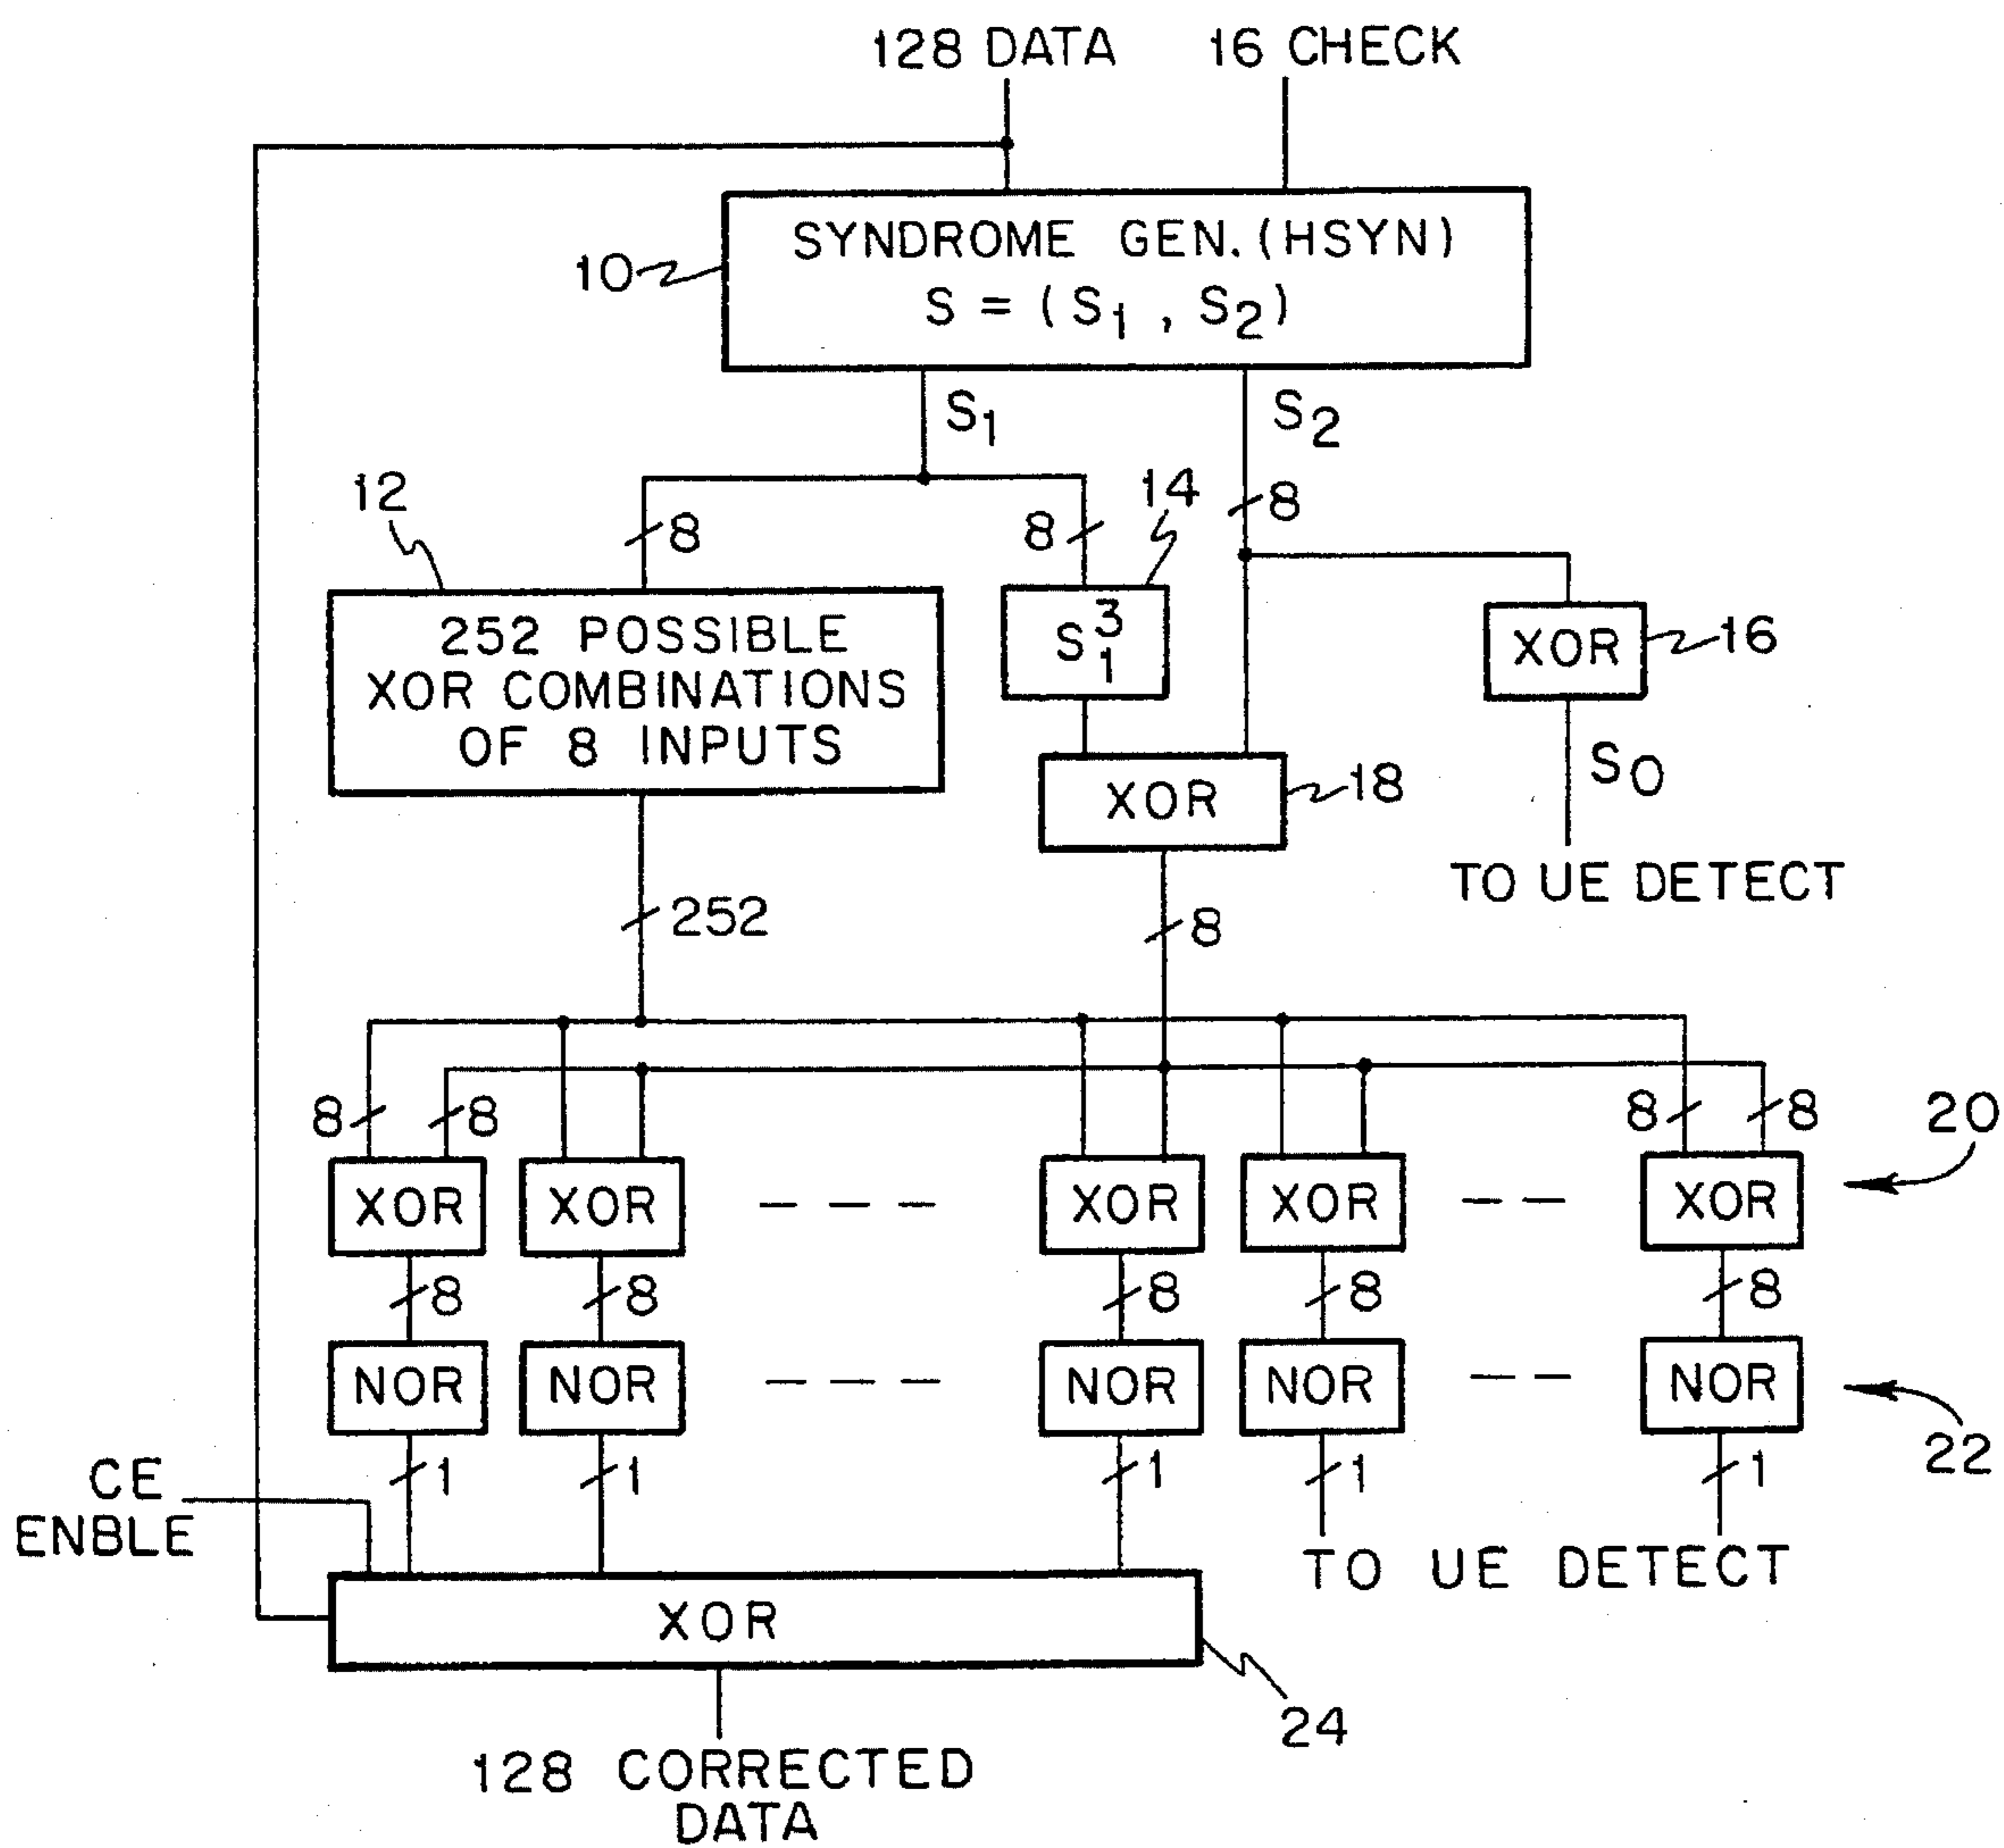 128 DATA 16 CHECK
10
SYNDROME GEN. (HSYN)
S = (S1 , S2)
S1 S2
12 8 8 14 8
252 POSSIBLE
XOR COMBINATIONS
OF 8 INPUTS
S1^3
XOR 16
XOR 18
S0
TO UE DETECT
252 8
8 8 8 8 20
XOR XOR --- XOR XOR -- XOR
8 8 8 8 8
NOR NOR --- NOR NOR -- NOR
22
1 1 1 1 1
CE
ENBLE
TO UE DETECT
XOR
24
128 CORRECTED
DATA